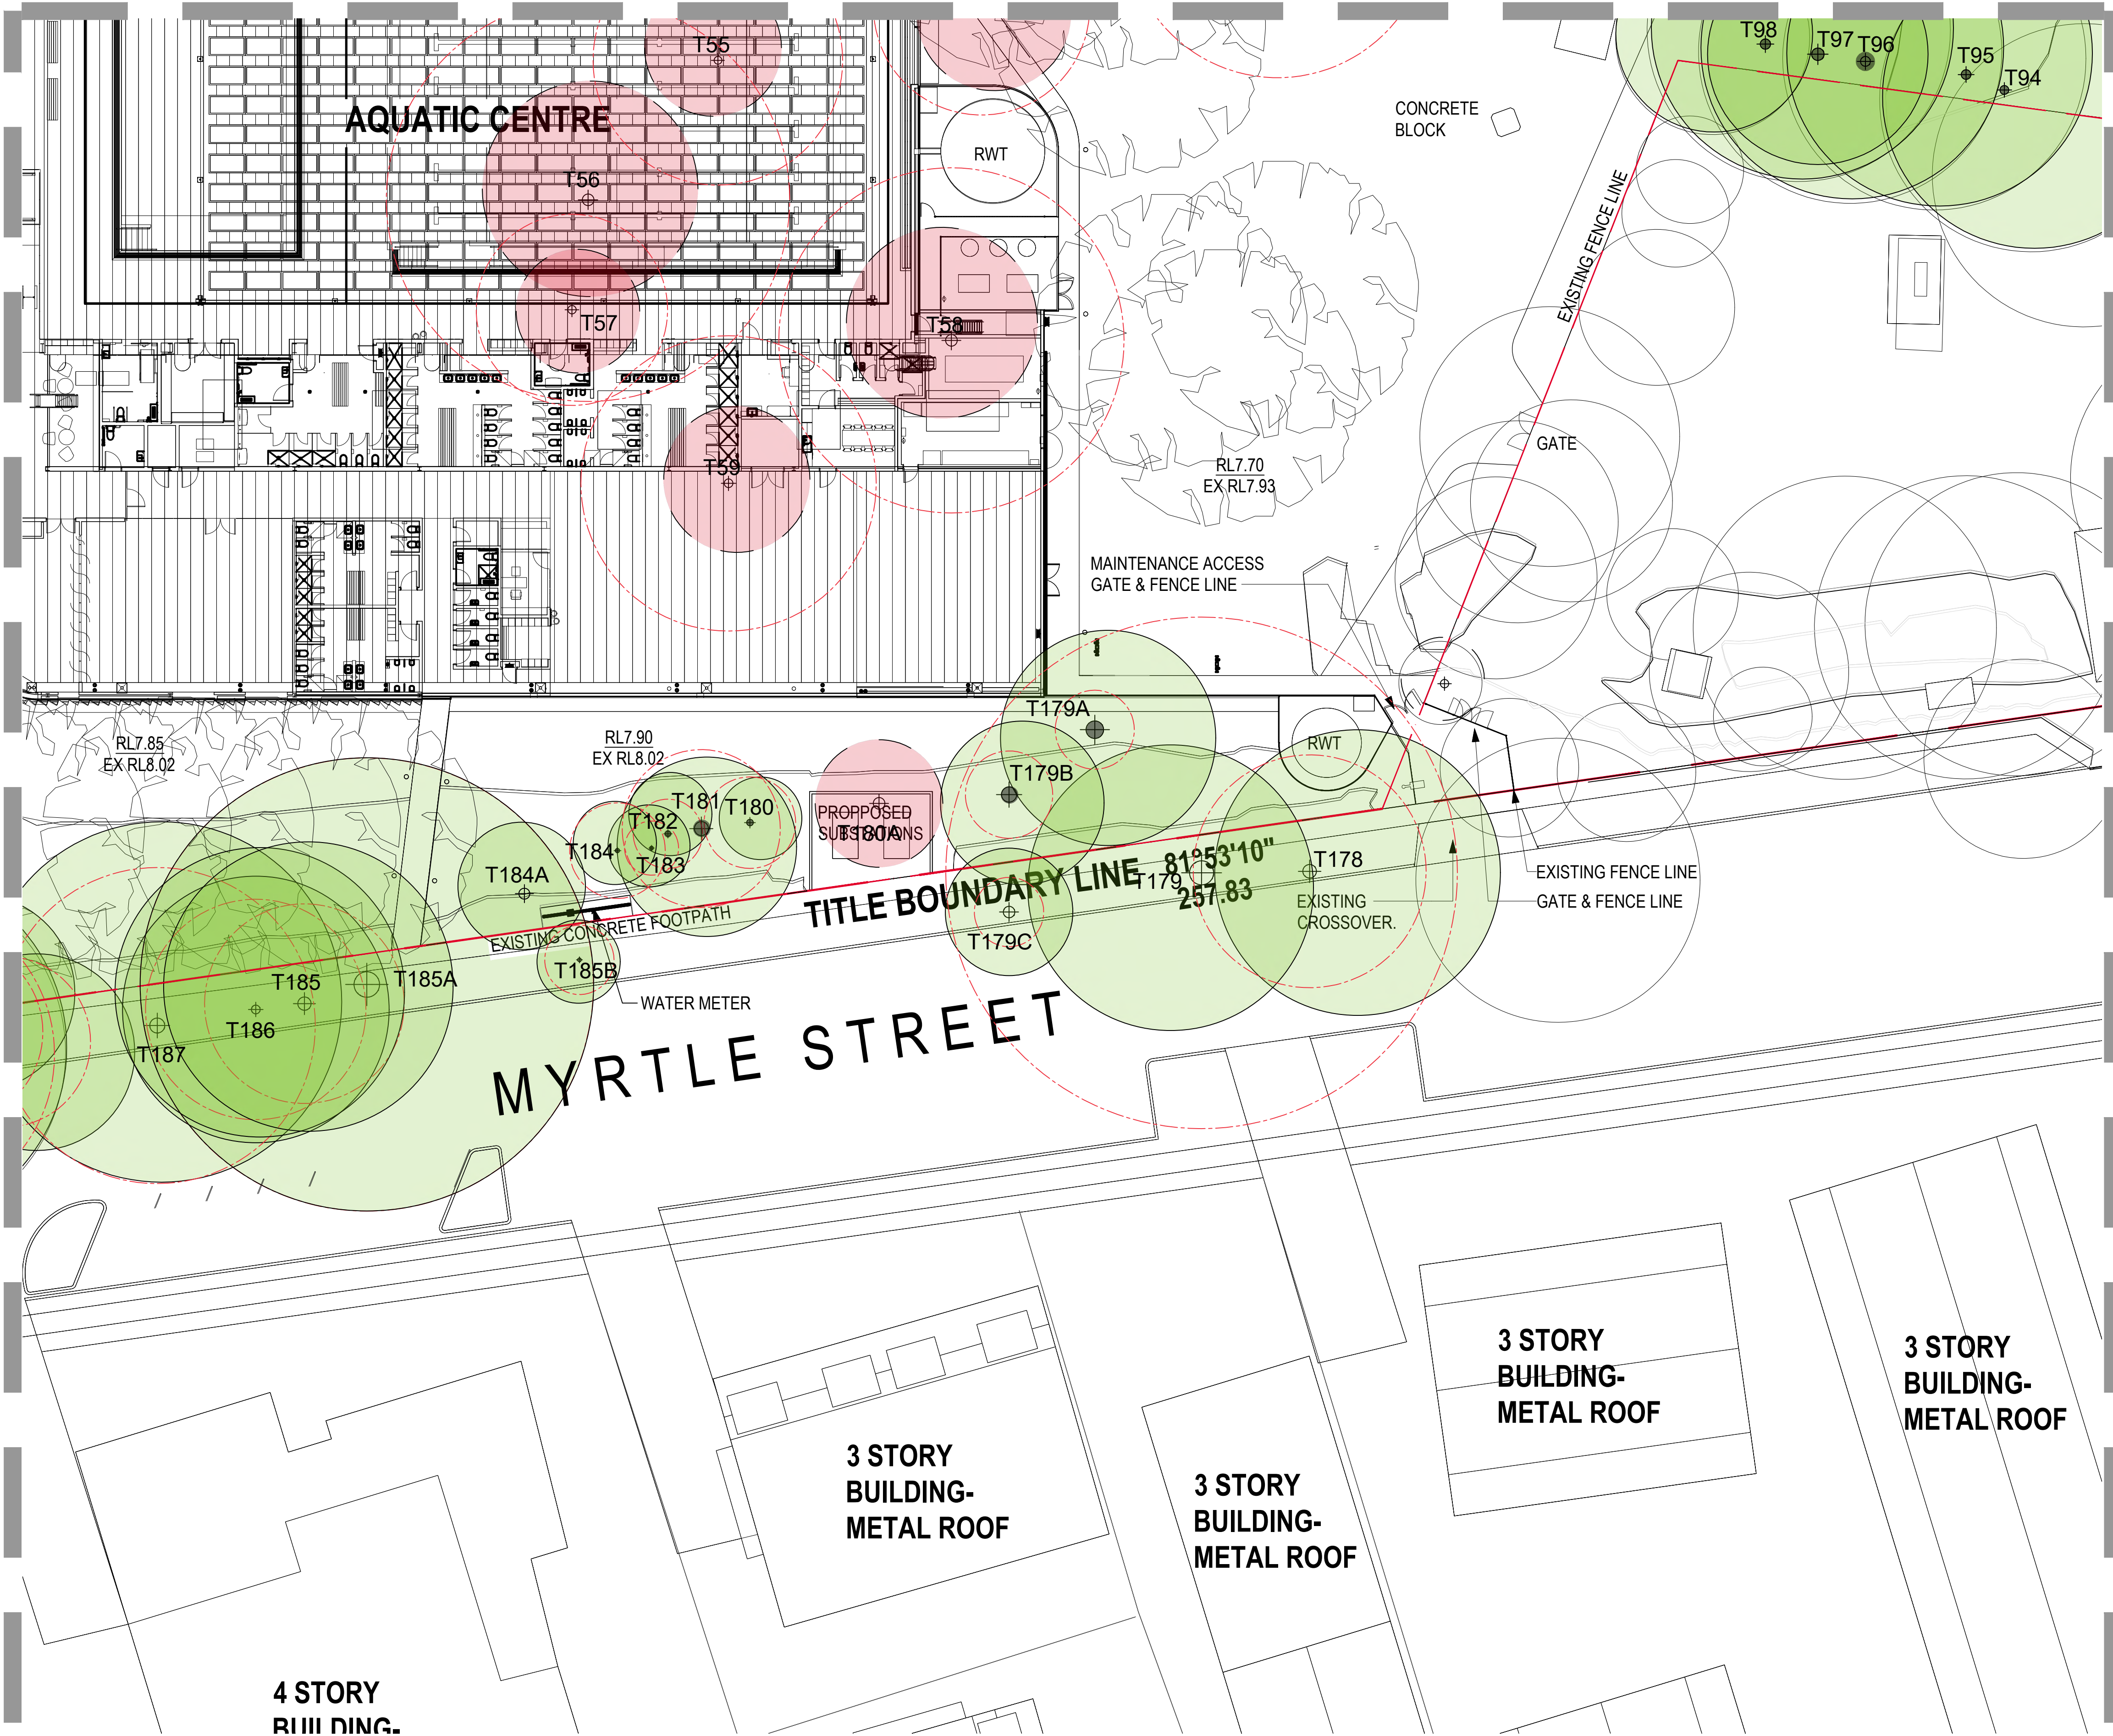 T98
T97
T96
T95
T94
T55
AQUATIC CENTRE
CONCRETE
BLOCK
RWT
T56
EXISTING FENCE LINE
T57
T58
GATE
T59
RL7.70
EX RL7.93
MAINTENANCE ACCESS
GATE & FENCE LINE
T179A
RL7.85
EX RL8.02
RL7.90
EX RL8.02
RWT
T179B
T181
T180
T182
PROPPOSED
SUBSTATIONS
T180A
T184
T183
T184A
TITLE BOUNDARY LINE
81°53'10"
257.83
T179
T178
EXISTING FENCE LINE
GATE & FENCE LINE
EXISTING
CROSSOVER.
EXISTING CONCRETE FOOTPATH
T179C
T185B
T185
T185A
T186
T187
WATER METER
MYRTLE STREET
3 STORY
BUILDING-
METAL ROOF
3 STORY
BUILDING-
METAL ROOF
3 STORY
BUILDING-
METAL ROOF
3 STORY
BUILDING-
METAL ROOF
4 STORY
BUILDING-